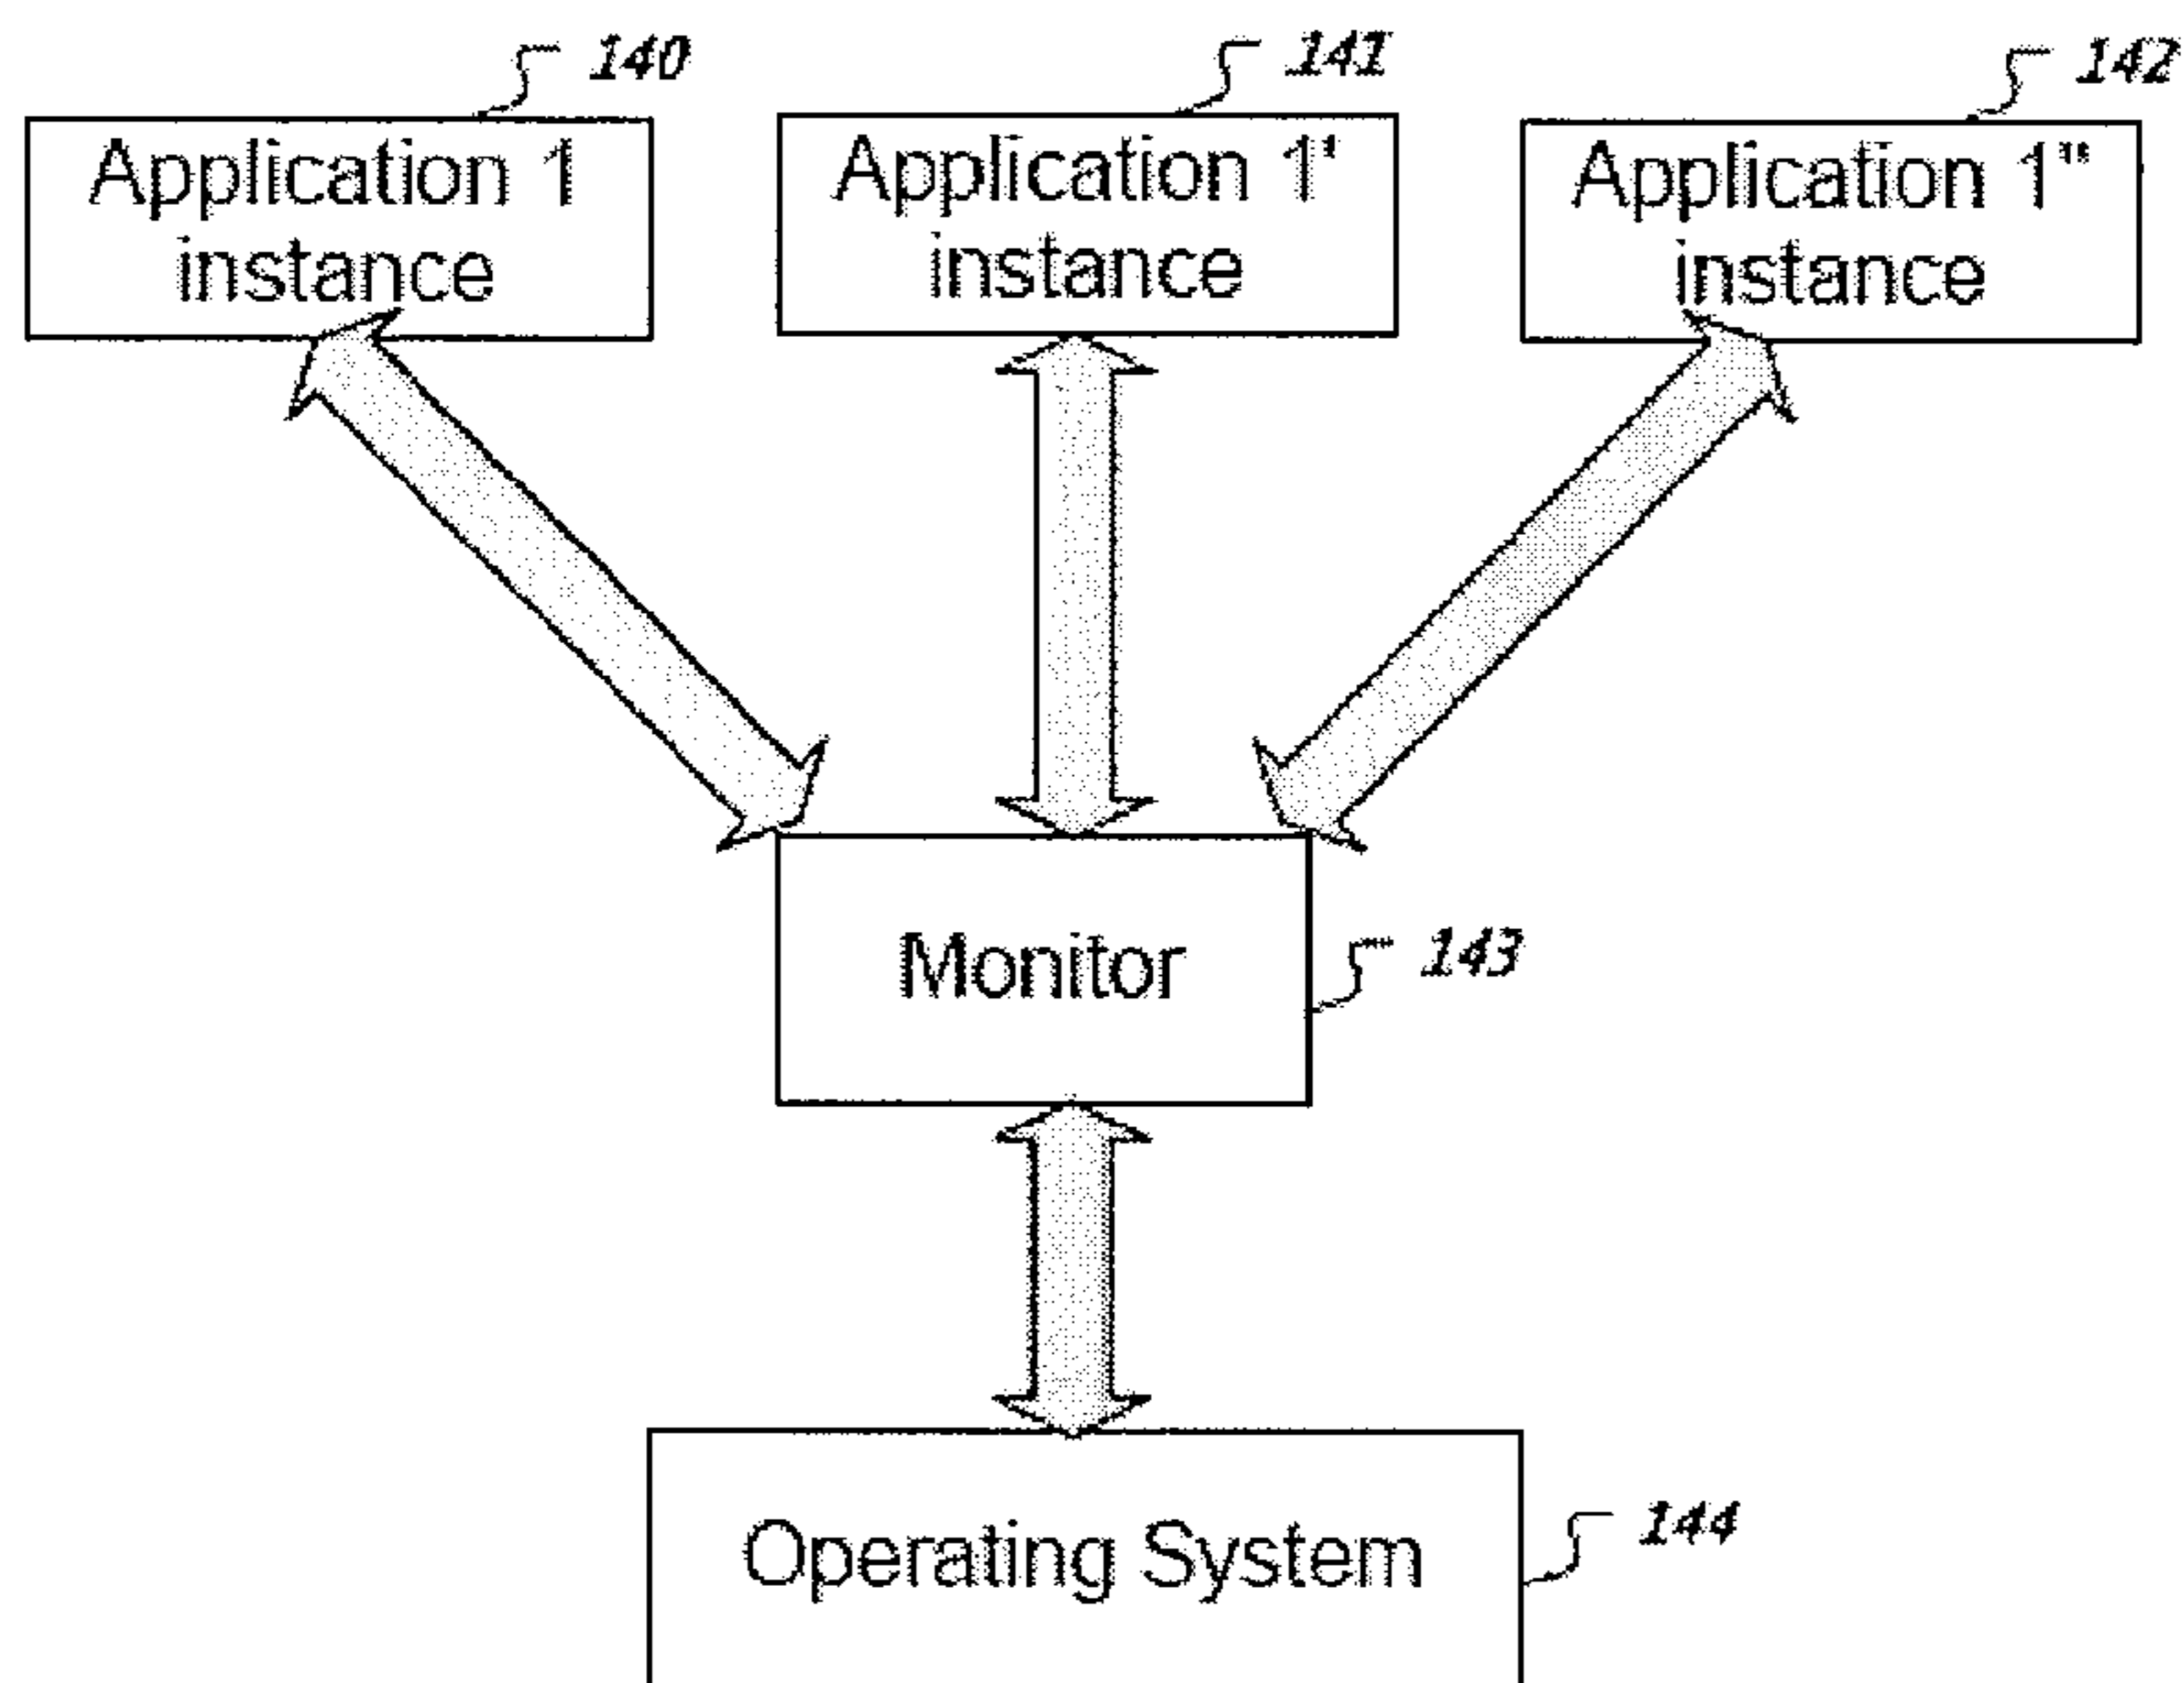 140
141
142
Application 1
instance
Application 1'
instance
Application 1"
instance
Monitor
143
Operating System
144